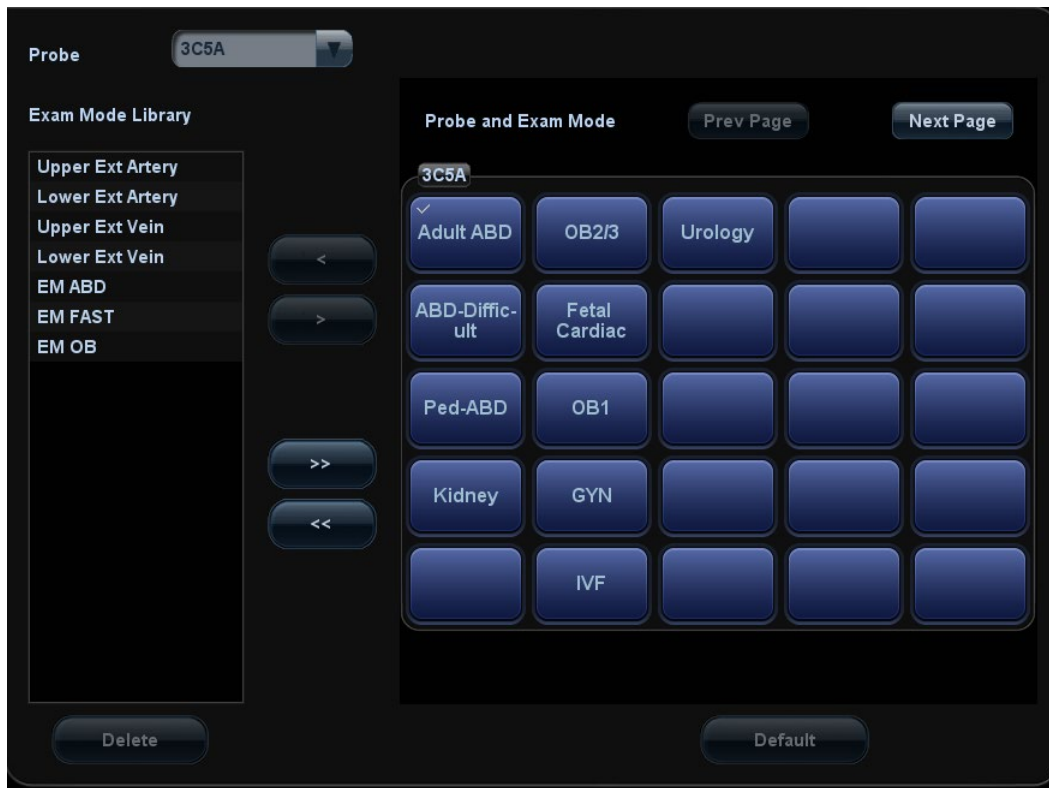 Probe
3C5A
Exam Mode Library
Upper Ext Artery
Lower Ext Artery
Upper Ext Vein
Lower Ext Vein
EM ABD
EM FAST
EM OB
<
>
>>
<<
Delete
Probe and Exam Mode
Prev Page
Next Page
3C5A
Adult ABD
OB2/3
Urology
ABD-Diffic-
ult
Fetal
Cardiac
Ped-ABD
OB1
Kidney
GYN
IVF
Default